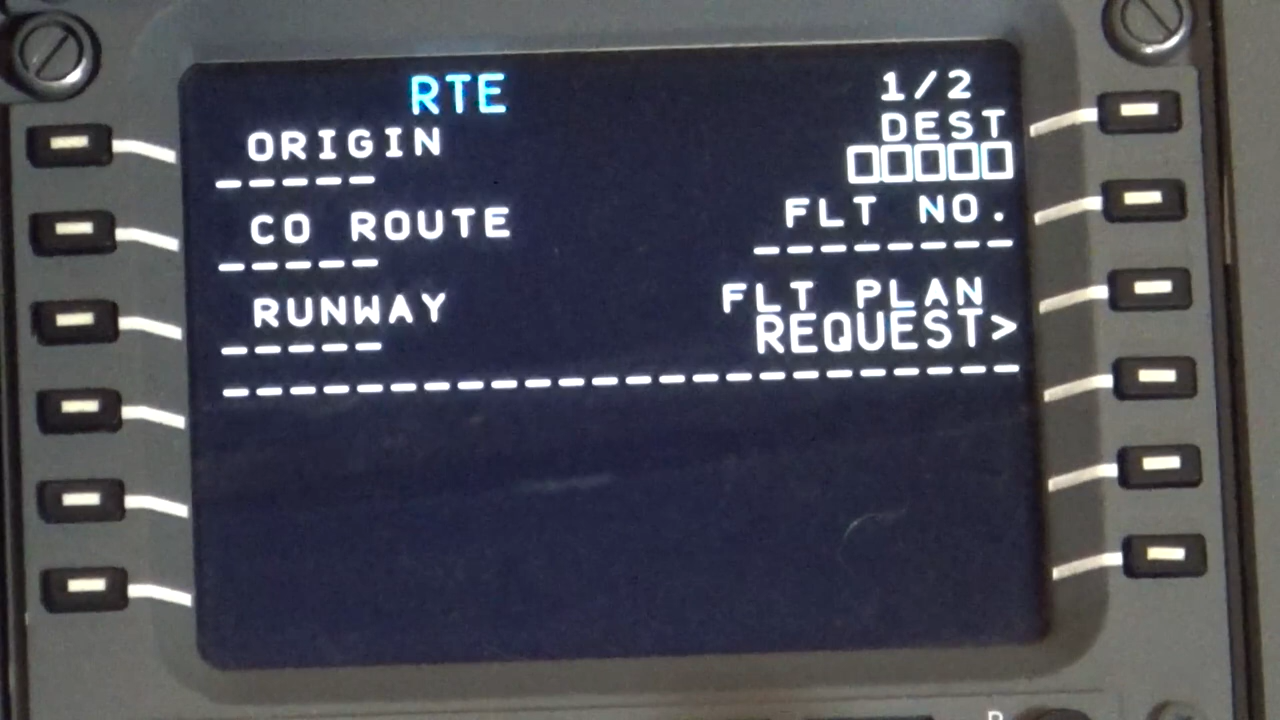 RTE 1/2
ORIGIN DEST
----- □□□□□
CO ROUTE FLT NO.
----- --------
RUNWAY FLT PLAN
----- REQUEST>
------------------------